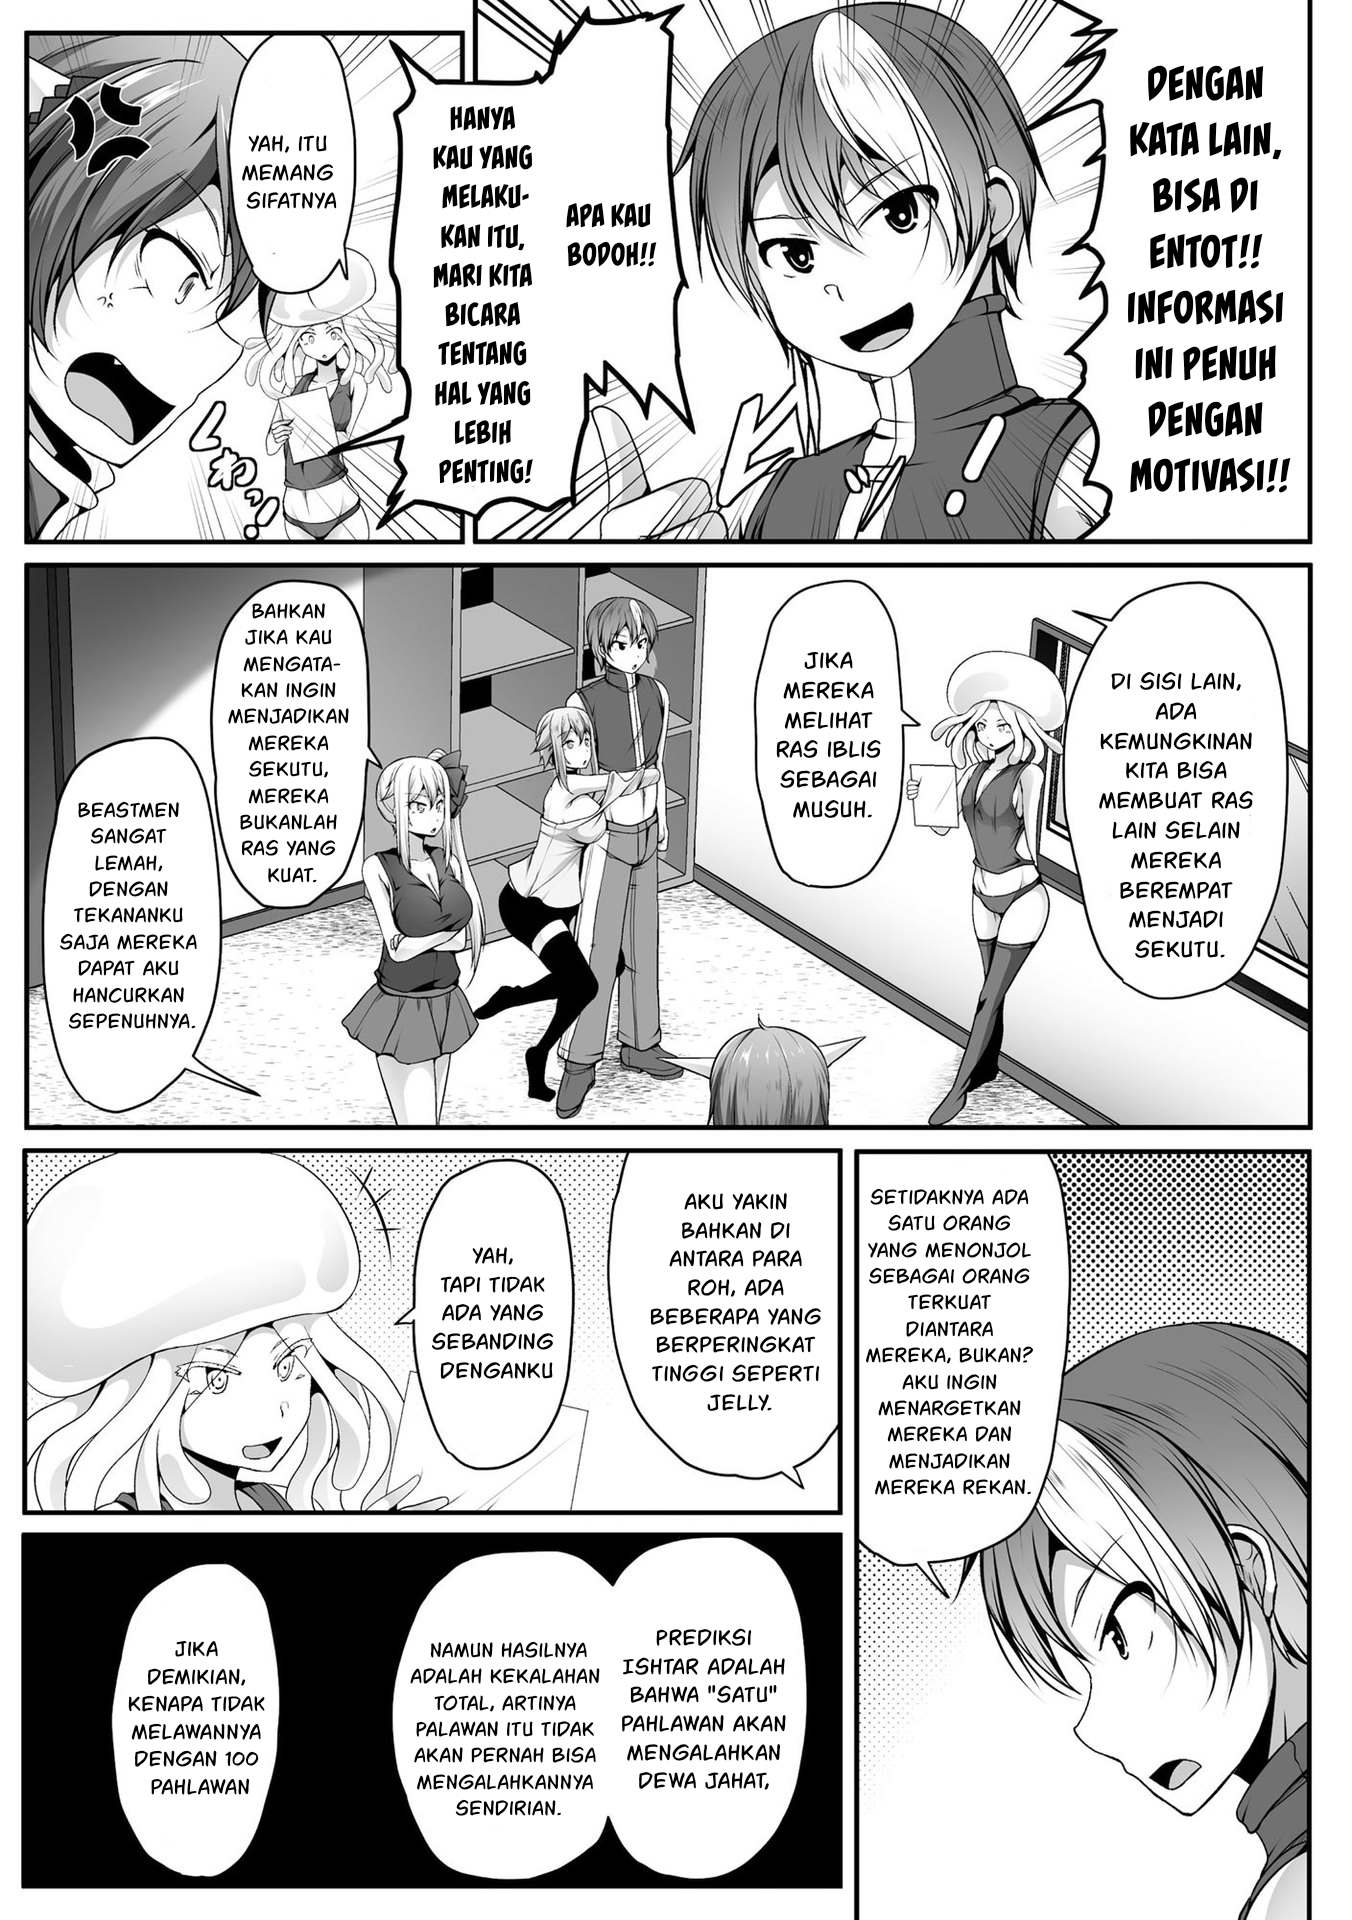 DENGAN
KATA LAIN,
BISA DI
ENTOT!!
INFORMASI
INI PENUH
DENGAN
MOTIVASI!!
APA KAU
BODOH!!
HANYA
KAU YANG
MELAKU-
KAN ITU,
MARI KITA
BICARA
TENTANG
HAL YANG
LEBIH
PENTING!
YAH, ITU
MEMANG
SIFATNYA
くわっ!
DI SISI LAIN,
ADA
KEMUNGKINAN
KITA BISA
MEMBUAT RAS
LAIN SELAIN
MEREKA
BEREMPAT
MENJADI
SEKUTU.
JIKA
MEREKA
MELIHAT
RAS IBLIS
SEBAGAI
MUSUH.
BAHKAN
JIKA KAU
MENGATA-
KAN INGIN
MENJADIKAN
MEREKA
SEKUTU,
MEREKA
BUKANLAH
RAS YANG
KUAT.
BEASTMEN
SANGAT
LEMAH,
DENGAN
TEKANANKU
SAJA MEREKA
DAPAT AKU
HANCURKAN
SEPENUHNYA.
SETIDAKNYA ADA
SATU ORANG
YANG MENONJOL
SEBAGAI ORANG
TERKUAT
DIANTARA
MEREKA, BUKAN?
AKU INGIN
MENARGETKAN
MEREKA DAN
MENJADIKAN
MEREKA REKAN.
AKU YAKIN
BAHKAN DI
ANTARA PARA
ROH, ADA
BEBERAPA YANG
BERPERINGKAT
TINGGI SEPERTI
JELLY.
YAH,
TAPI TIDAK
ADA YANG
SEBANDING
DENGANKU
PREDIKSI
ISHTAR ADALAH
BAHWA "SATU"
PAHLAWAN AKAN
MENGALAHKAN
DEWA JAHAT,
NAMUN HASILNYA
ADALAH KEKALAHAN
TOTAL, ARTINYA
PALAWAN ITU TIDAK
AKAN PERNAH BISA
MENGALAHKANNYA
SENDIRIAN.
JIKA
DEMIKIAN,
KENAPA TIDAK
MELAWANNYA
DENGAN 100
PAHLAWAN